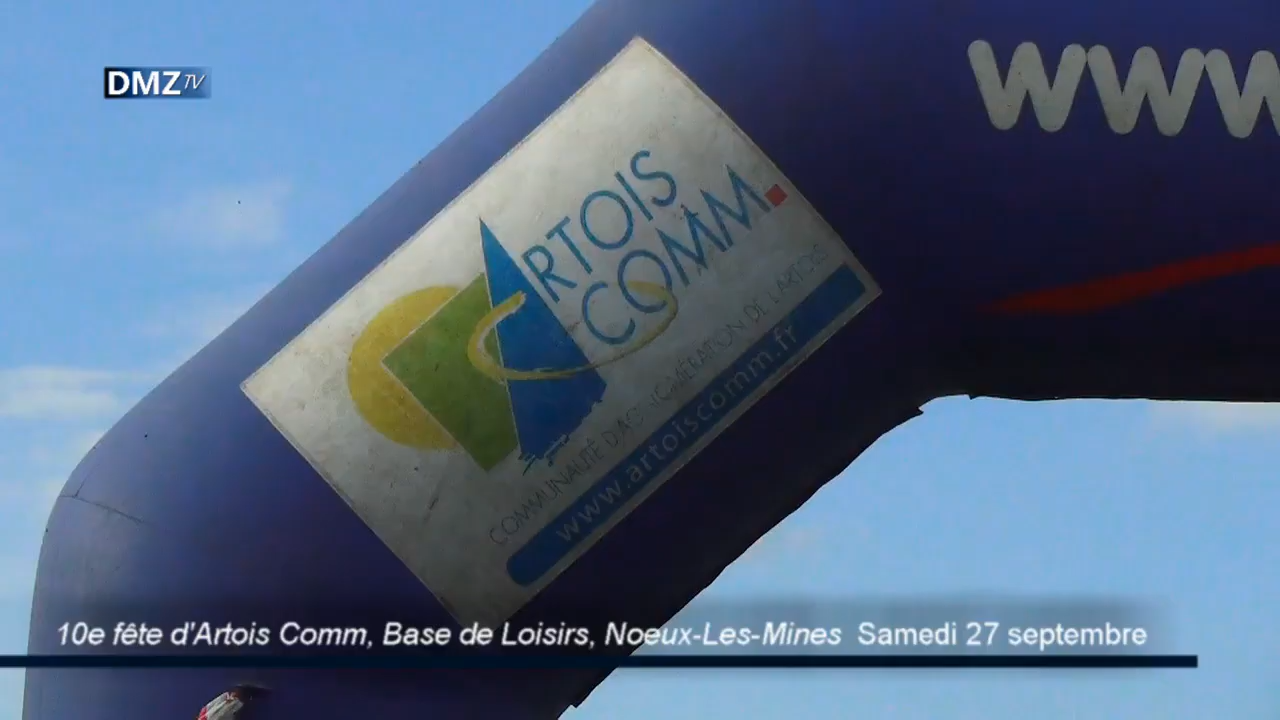 DMZ TV
www
ARTOIS
COMM.
COMMUNAUTÉ D'AGGLOMÉRATION DE L'ARTOIS
www.artoiscomm.fr
10e fête d'Artois Comm, Base de Loisirs, Noeux-Les-Mines Samedi 27 septembre